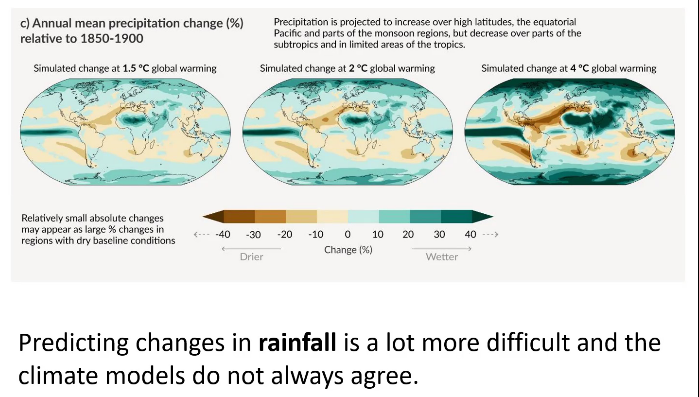 c) Annual mean precipitation change (%)
relative to 1850-1900
Precipitation is projected to increase over high latitudes, the equatorial
Pacific and parts of the monsoon regions, but decrease over parts of the
subtropics and in limited areas of the tropics.
Simulated change at 1.5 °C global warming
Simulated change at 2 °C global warming
Simulated change at 4 °C global warming
Relatively small absolute changes
may appear as large % changes in
regions with dry baseline conditions
-40 -30 -20 -10 0 10 20 30 40
Change (%)
Drier
Wetter
Predicting changes in rainfall is a lot more difficult and the
climate models do not always agree.